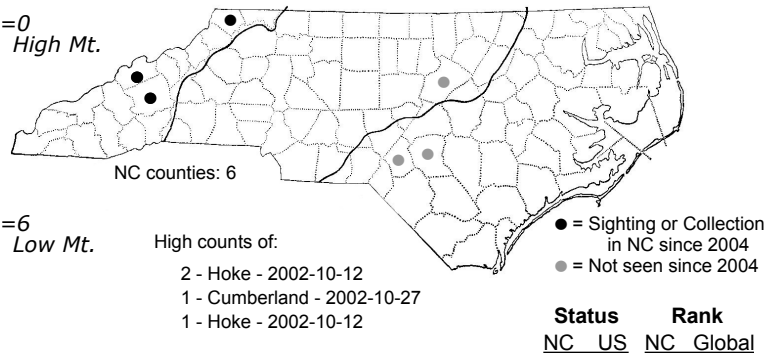 =0
High Mt.
NC counties: 6
=6
Low Mt.
High counts of:
2 - Hoke - 2002-10-12
1 - Cumberland - 2002-10-27
1 - Hoke - 2002-10-12
● = Sighting or Collection
in NC since 2004
● = Not seen since 2004
Status Rank
NC US NC Global